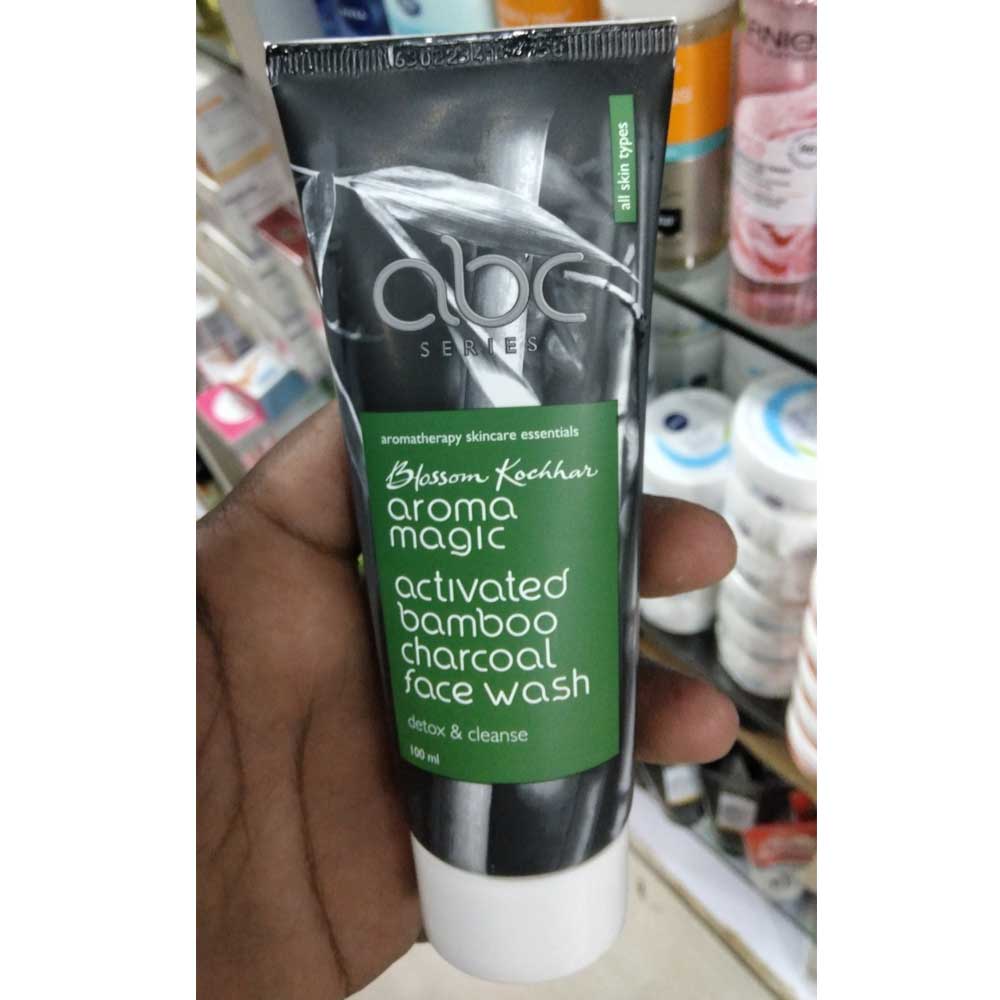 all skin types
abc
SERIES
aromatherapy skincare essentials
Blossom Kochhar
aroma
magic
activated
bamboo
charcoal
face wash
detox & cleanse
100 ml